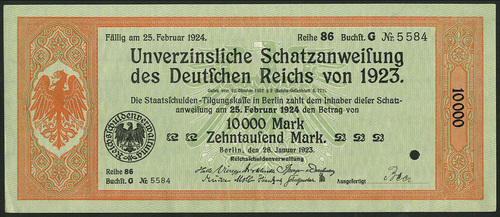 Fällig am 25. Februar 1924.
Reihe 86 Buchſt. G № 5584
Unverzinsliche Schatzanweiſung
des Deutſchen Reichs von 1923.
Die Staatsſchulden-Tilgungskaſſe in Berlin zahlt dem Inhaber dieſer Schatz-
anweiſung am 25. Februar 1924 den Betrag von
10000 Mark
Zehntauſend Mark.
Berlin, den 26. Januar 1923.
Reichsſchuldenverwaltung
Reichsschuldenverwaltung
Reihe 86
Buchſt. G № 5584
Ausgefertigt
10000